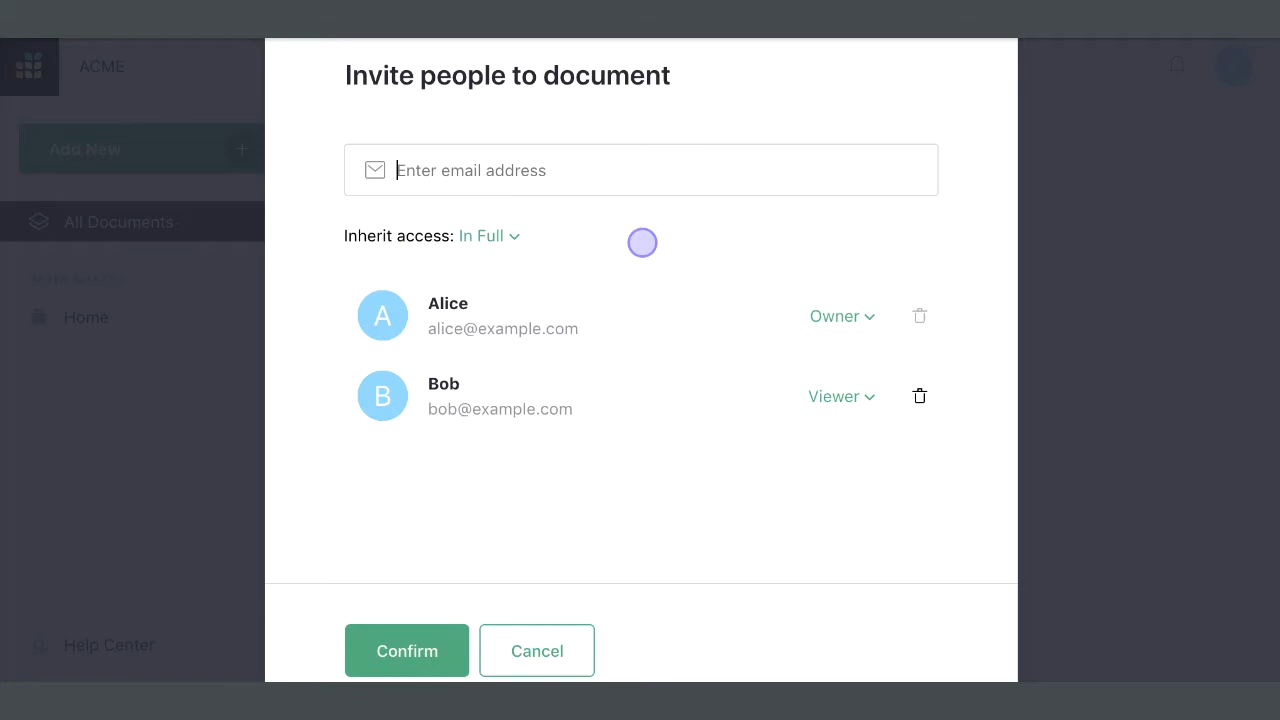 ACME
Invite people to document
Add New +
Enter email address
All Documents
Inherit access: In Full
Home
A
Alice
alice@example.com
Owner
B
Bob
bob@example.com
Viewer
Help Center
Confirm
Cancel